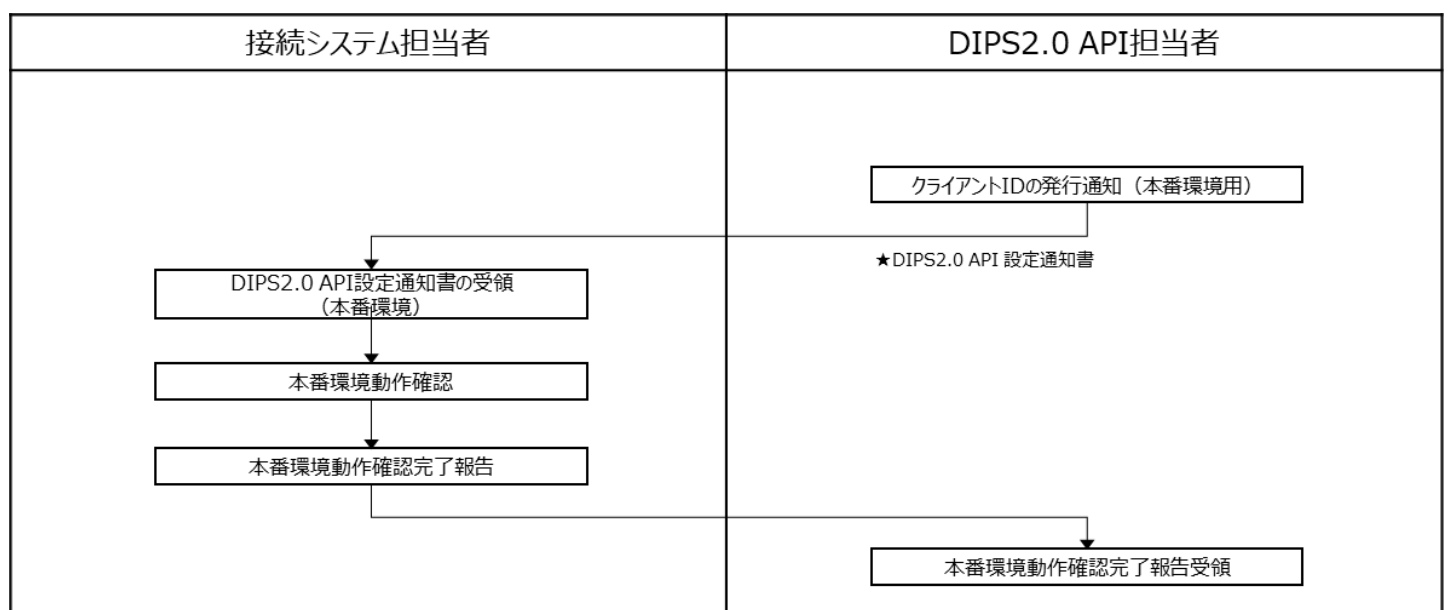 接続システム担当者
DIPS2.0 API担当者
クライアントIDの発行通知（本番環境用）
★DIPS2.0 API 設定通知書
DIPS2.0 API設定通知書の受領
（本番環境）
本番環境動作確認
本番環境動作確認完了報告
本番環境動作確認完了報告受領